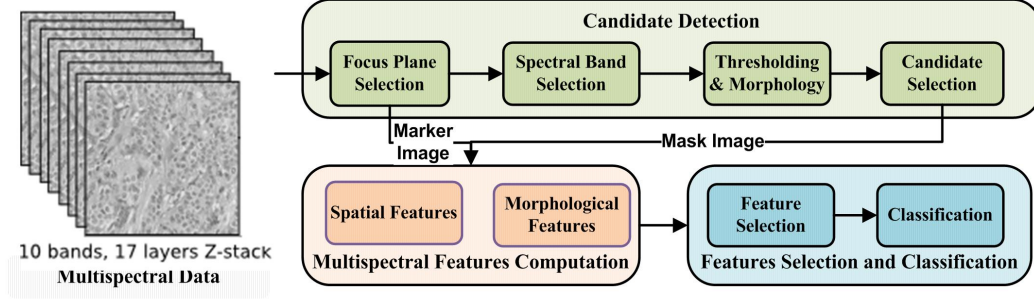 Candidate Detection
Focus Plane
Selection
Spectral Band
Selection
Thresholding
& Morphology
Candidate
Selection
Marker
Image
Mask Image
Spatial Features
Morphological
Features
Multispectral Features Computation
Feature
Selection
Classification
Features Selection and Classification
10 bands, 17 layers Z-stack
Multispectral Data